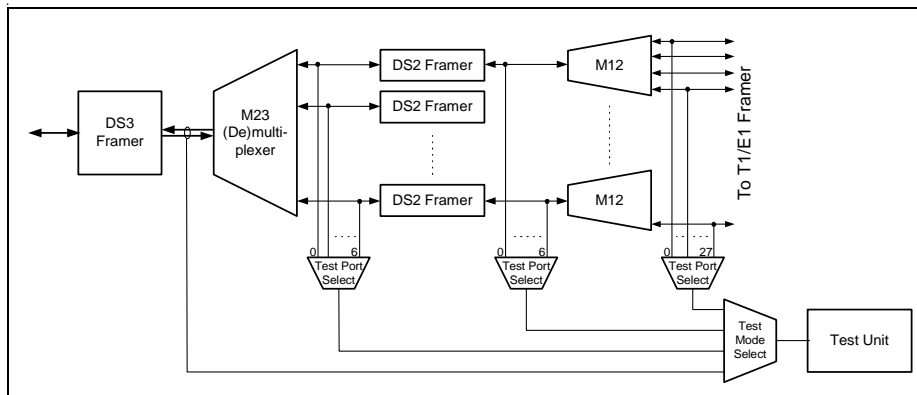 DS3
Framer
M23
(De)multi-
plexer
DS2 Framer
DS2 Framer
DS2 Framer
M12
M12
To T1/E1 Framer
0
6
Test Port
Select
0
6
Test Port
Select
0
27
Test Port
Select
Test
Mode
Select
Test Unit